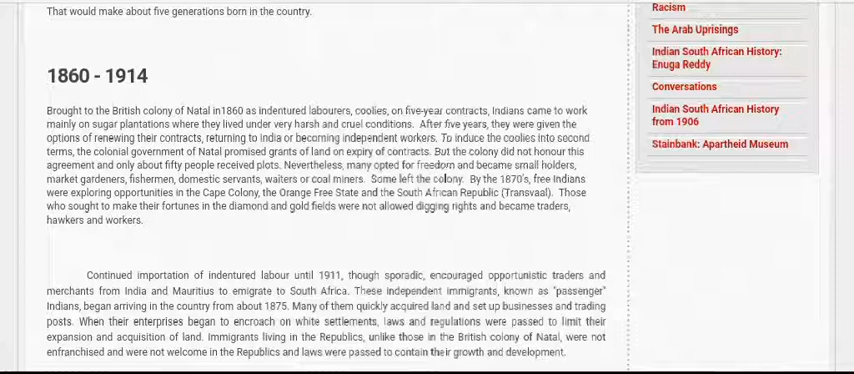 That would make about five generations born in the country.
1860 - 1914
Brought to the British colony of Natal in1860 as indentured labourers, coolies, on five-year contracts, Indians came to work
mainly on sugar plantations where they lived under very harsh and cruel conditions. After five years, they were given the
options of renewing their contracts, returning to India or becoming independent workers. To induce the coolies into second
terms, the colonial government of Natal promised grants of land on expiry of contracts. But the colony did not honour this
agreement and only about fifty people received plots. Nevertheless, many opted for freedom and became small holders,
market gardeners, fishermen, domestic servants, waiters or coal miners. Some left the colony. By the 1870's, free Indians
were exploring opportunities in the Cape Colony, the Orange Free State and the South African Republic (Transvaal). Those
who sought to make their fortunes in the diamond and gold fields were not allowed digging rights and became traders,
hawkers and workers.
Continued importation of indentured labour until 1911, though sporadic, encouraged opportunistic traders and
merchants from India and Mauritius to emigrate to South Africa. These independent immigrants, known as "passenger"
Indians, began arriving in the country from about 1875. Many of them quickly acquired land and set up businesses and trading
posts. When their enterprises began to encroach on white settlements, laws and regulations were passed to limit their
expansion and acquisition of land. Immigrants living in the Republics, unlike those in the British colony of Natal, were not
enfranchised and were not welcome in the Republics and laws were passed to contain their growth and development.
Racism
The Arab Uprisings
Indian South African History:
Enuga Reddy
Conversations
Indian South African History
from 1906
Stainbank: Apartheid Museum